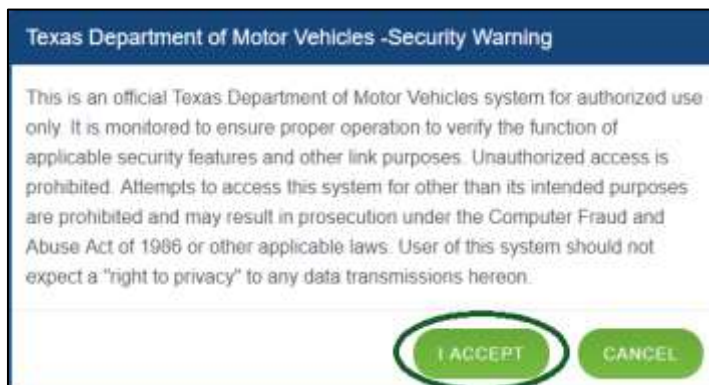 Texas Department of Motor Vehicles -Security Warning
This is an official Texas Department of Motor Vehicles system for authorized use
only. It is monitored to ensure proper operation to verify the function of
applicable security features and other link purposes. Unauthorized access is
prohibited. Attempts to access this system for other than its intended purposes
are prohibited and may result in prosecution under the Computer Fraud and
Abuse Act of 1986 or other applicable laws. User of this system should not
expect a "right to privacy" to any data transmissions hereon.
I ACCEPT CANCEL